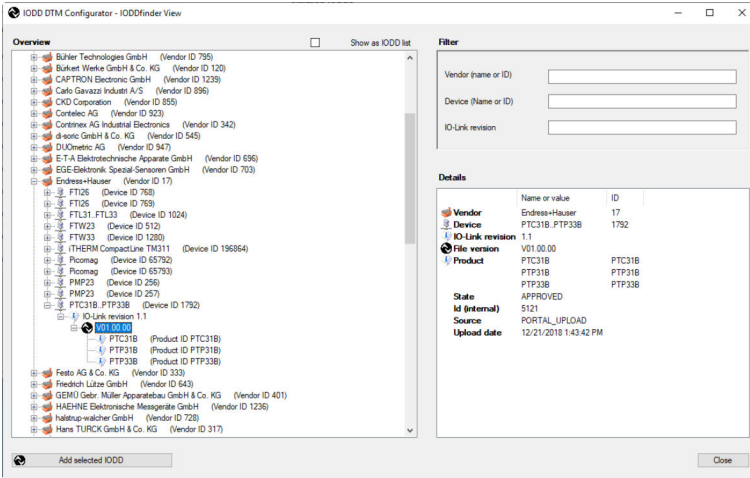 IODD DTM Configurator - IODDfinder View
Overview
Show as IODD list
Bühler Technologies GmbH (Vendor ID 795)
Bürkert Werke GmbH & Co. KG (Vendor ID 120)
CAPTRON Electronic GmbH (Vendor ID 1239)
Carlo Gavazzi Industri A/S (Vendor ID 896)
CKD Corporation (Vendor ID 855)
Contelec AG (Vendor ID 923)
Contrinex AG Industrial Electronics (Vendor ID 342)
di-soric GmbH & Co. KG (Vendor ID 545)
DUOmetric AG (Vendor ID 947)
E-T-A Elektrotechnische Apparate GmbH (Vendor ID 696)
EGE-Elektronik Spezial-Sensoren GmbH (Vendor ID 703)
Endress+Hauser (Vendor ID 17)
FTI26 (Device ID 768)
FTI26 (Device ID 769)
FTL31..FTL33 (Device ID 1024)
FTW23 (Device ID 512)
FTW33 (Device ID 1280)
iTHERM CompactLine TM311 (Device ID 196864)
Picomag (Device ID 65792)
Picomag (Device ID 65793)
PMP23 (Device ID 256)
PMP23 (Device ID 257)
PTC31B..PTP33B (Device ID 1792)
IO-Link revision 1.1
V01.00.00
PTC31B (Product ID PTC31B)
PTP31B (Product ID PTP31B)
PTP33B (Product ID PTP33B)
Festo AG & Co. KG (Vendor ID 333)
Friedrich Lütze GmbH (Vendor ID 643)
GEMÜ Gebr. Müller Apparatebau GmbH & Co. KG (Vendor ID 401)
HAEHNE Elektronische Messgeräte GmbH (Vendor ID 1236)
halstrup-walcher GmbH (Vendor ID 728)
Hans TURCK GmbH & Co. KG (Vendor ID 317)
Add selected IODD
Filter
Vendor (name or ID)
Device (Name or ID)
IO-Link revision
Details
Name or value ID
Vendor Endress+Hauser 17
Device PTC31B..PTP33B 1792
IO-Link revision 1.1
File version V01.00.00
Product PTC31B PTC31B
PTP31B PTP31B
PTP33B PTP33B
State APPROVED
Id (internal) 5121
Source PORTAL_UPLOAD
Upload date 12/21/2018 1:43:42 PM
Close